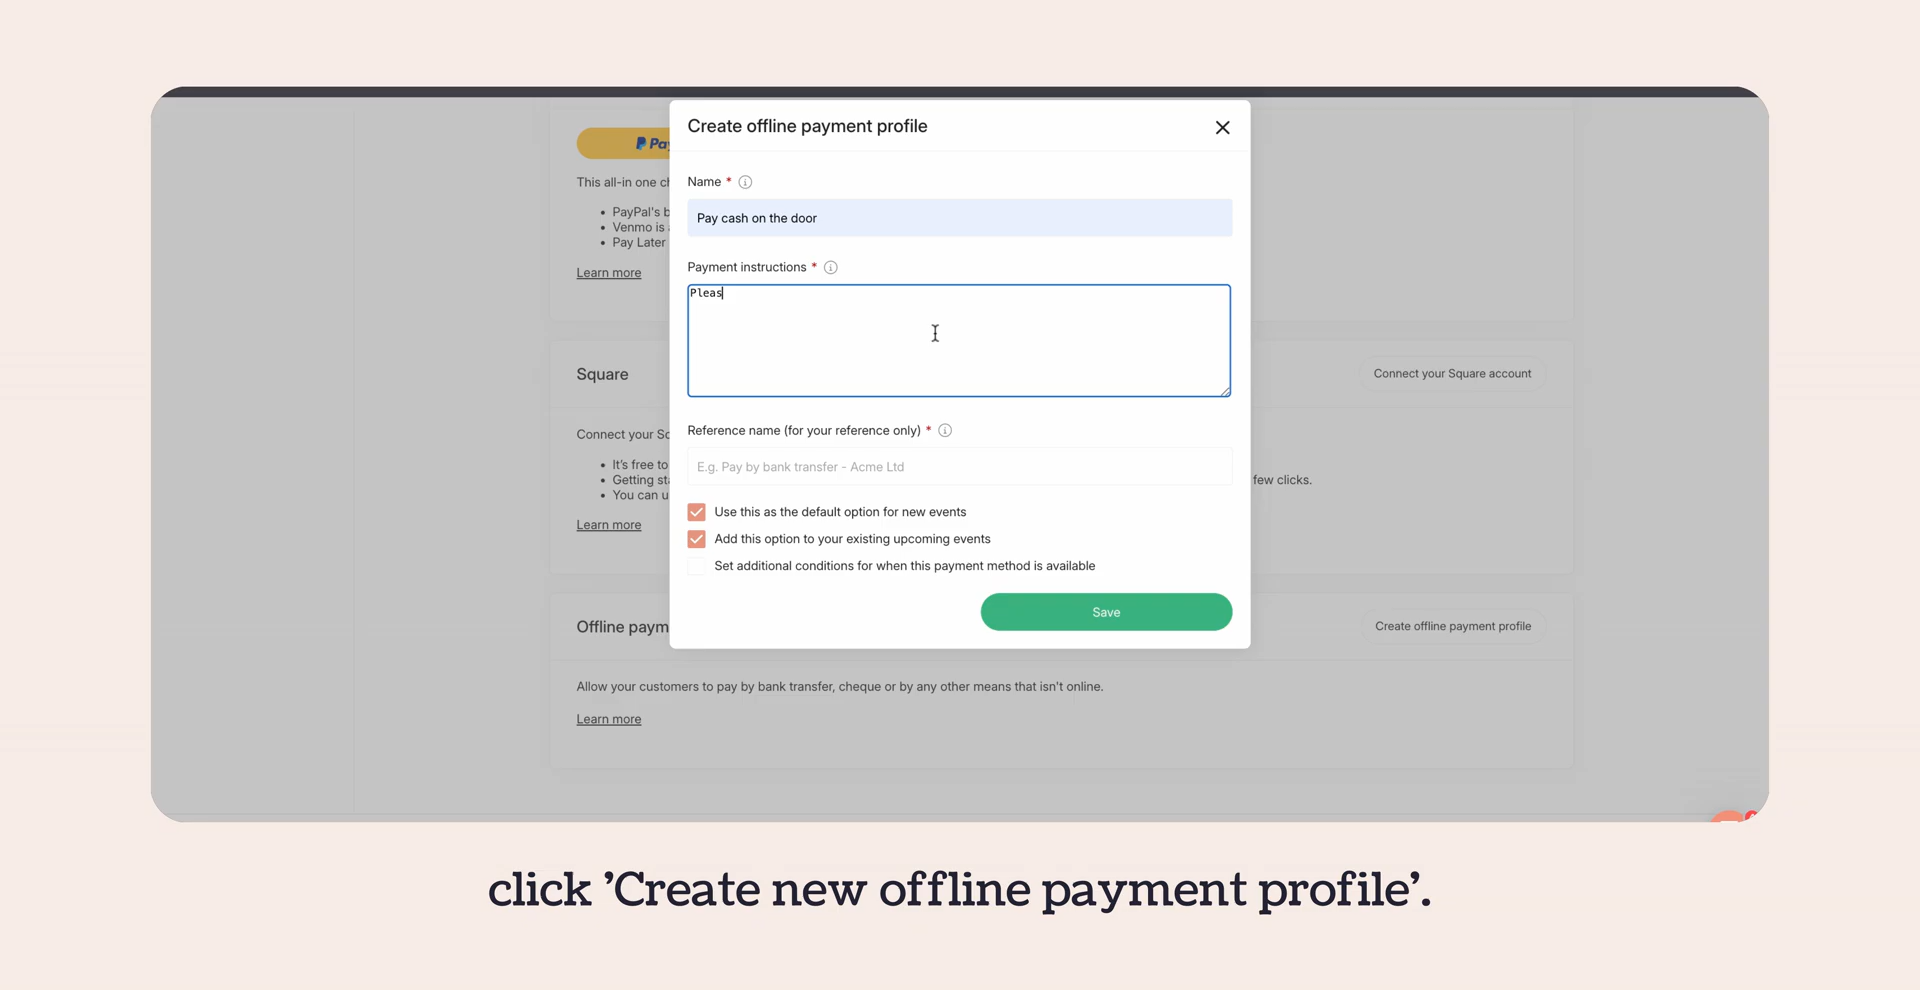 Create offline payment profile
Name *
Pay cash on the door
Payment instructions *
Pleas
Reference name (for your reference only) *
E.g. Pay by bank transfer - Acme Ltd
Use this as the default option for new events
Add this option to your existing upcoming events
Set additional conditions for when this payment method is available
Save
This all-in one
• PayPal's
• Venmo is
• Pay Later
Learn more
Square
Connect your Square account
Connect your
• It's free to
• Getting
few clicks.
• You can
Learn more
Offline
Create offline payment profile
Allow your customers to pay by bank transfer, cheque or by any other means that isn't online.
Learn more
click 'Create new offline payment profile'.